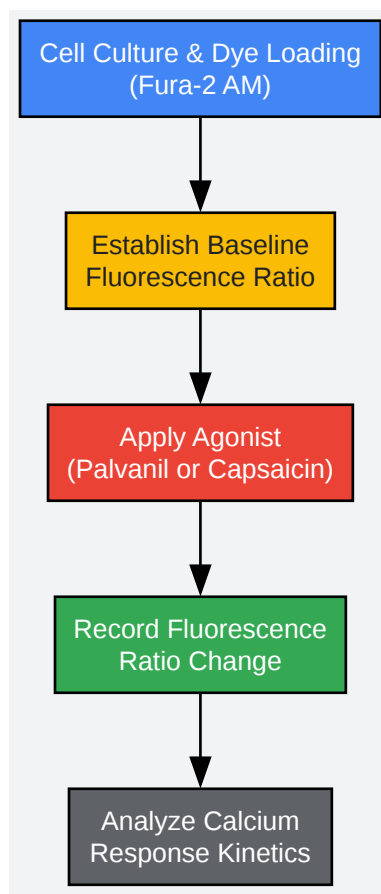 Cell Culture & Dye Loading
(Fura-2 AM)
Establish Baseline
Fluorescence Ratio
Apply Agonist
(Palvanil or Capsaicin)
Record Fluorescence
Ratio Change
Analyze Calcium
Response Kinetics